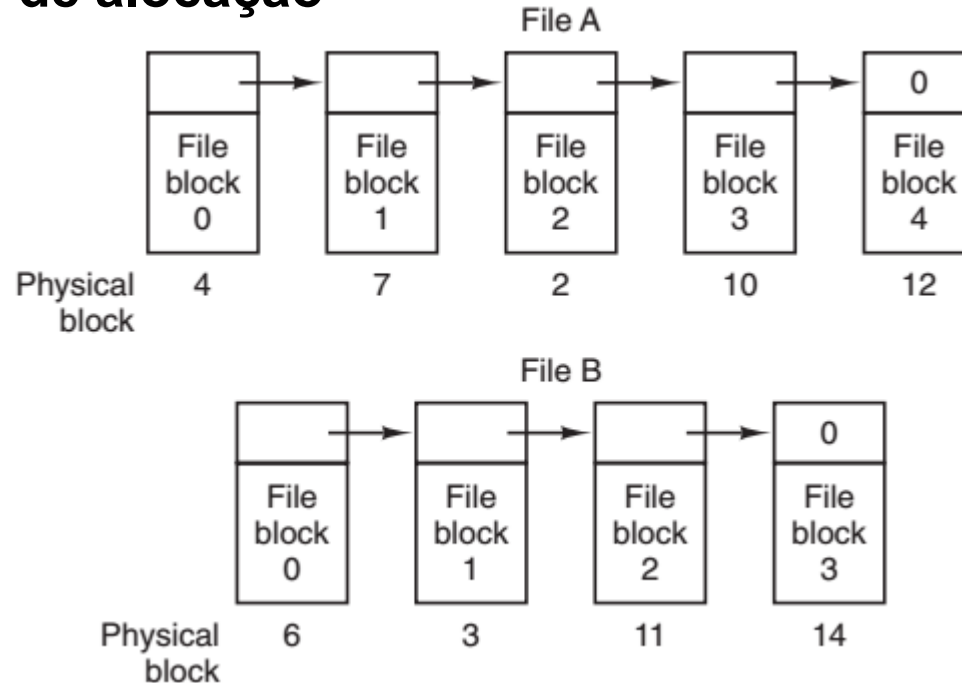 de alocação
File A
0
File block 0
File block 1
File block 2
File block 3
File block 4
Physical block
4 7 2 10 12
File B
0
File block 0
File block 1
File block 2
File block 3
Physical block
6 3 11 14